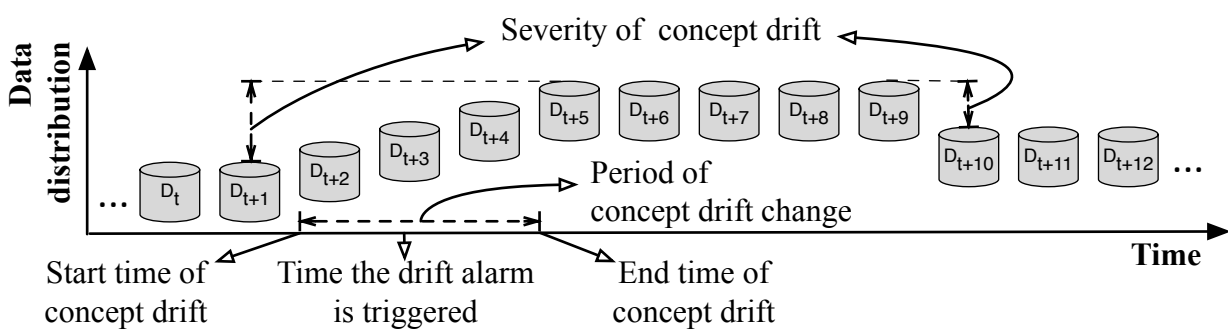 Severity of concept drift
Data
distribution
...
D_t
D_t+1
D_t+2
D_t+3
D_t+4
D_t+5
D_t+6
D_t+7
D_t+8
D_t+9
D_t+10
D_t+11
D_t+12
...
Period of
concept drift change
Time
Start time of
concept drift
Time the drift alarm
is triggered
End time of
concept drift